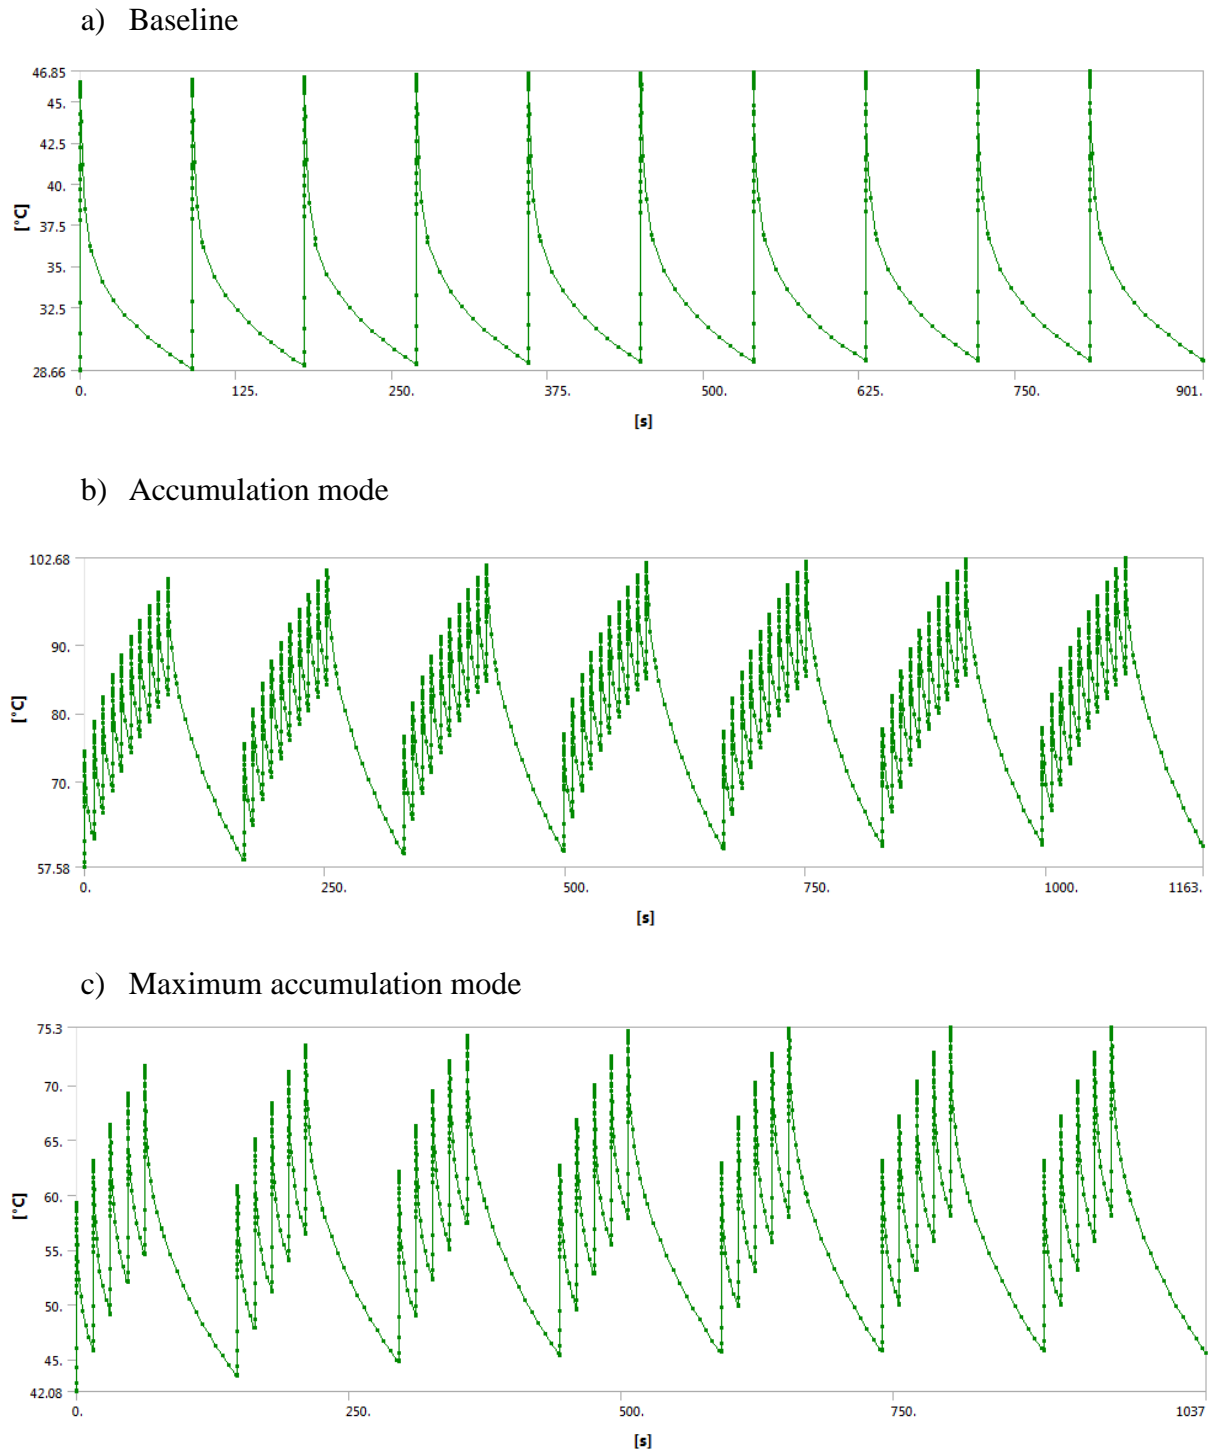 a) Baseline
46.85
45.
42.5
40.
37.5
35.
32.5
28.66
[°C]
0. 125. 250. 375. 500. 625. 750. 901.
[s]
b) Accumulation mode
102.68
90.
80.
70.
57.58
[°C]
0. 250. 500. 750. 1000. 1163.
[s]
c) Maximum accumulation mode
75.3
70.
65.
60.
55.
50.
45.
42.08
[°C]
0. 250. 500. 750. 1037
[s]